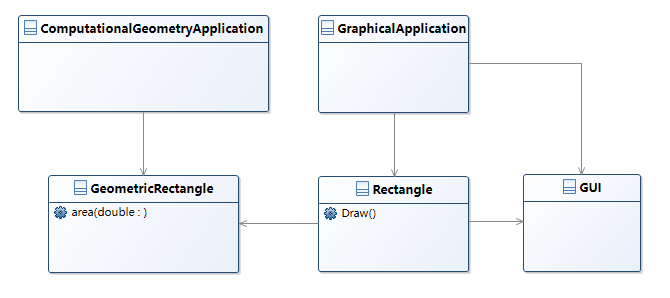 ComputationalGeometryApplication
GraphicalApplication
GeometricRectangle
area(double : )
Rectangle
Draw()
GUI